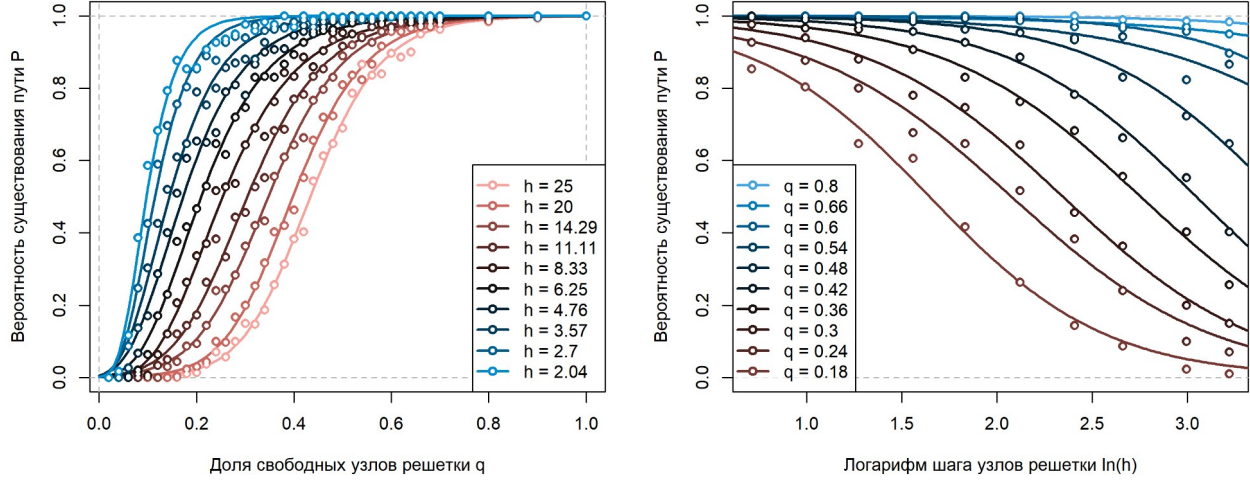 Вероятность существования пути P
1.0
0.8
0.6
0.4
0.2
0.0
h = 25
h = 20
h = 14.29
h = 11.11
h = 8.33
h = 6.25
h = 4.76
h = 3.57
h = 2.7
h = 2.04
0.0 0.2 0.4 0.6 0.8 1.0
Доля свободных узлов решетки q
Вероятность существования пути P
1.0
0.8
0.6
0.4
0.2
0.0
q = 0.8
q = 0.66
q = 0.6
q = 0.54
q = 0.48
q = 0.42
q = 0.36
q = 0.3
q = 0.24
q = 0.18
1.0 1.5 2.0 2.5 3.0
Логарифм шага узлов решетки ln(h)